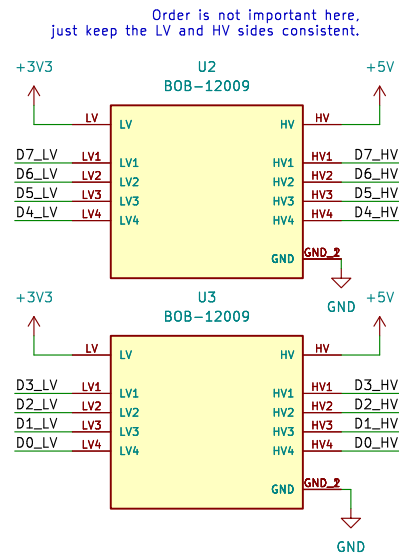 Order is not important here,
just keep the LV and HV sides consistent.
+3V3 U2 +5V
BOB-12009
LV LV HV HV
D7_LV LV1 LV1 HV1 HV1 D7_HV
D6_LV LV2 LV2 HV2 HV2 D6_HV
D5_LV LV3 LV3 HV3 HV3 D5_HV
D4_LV LV4 LV4 HV4 HV4 D4_HV
GND
GND
+3V3 U3 +5V
BOB-12009
LV LV HV HV
D3_LV LV1 LV1 HV1 HV1 D3_HV
D2_LV LV2 LV2 HV2 HV2 D2_HV
D1_LV LV3 LV3 HV3 HV3 D1_HV
D0_LV LV4 LV4 HV4 HV4 D0_HV
GND
GND